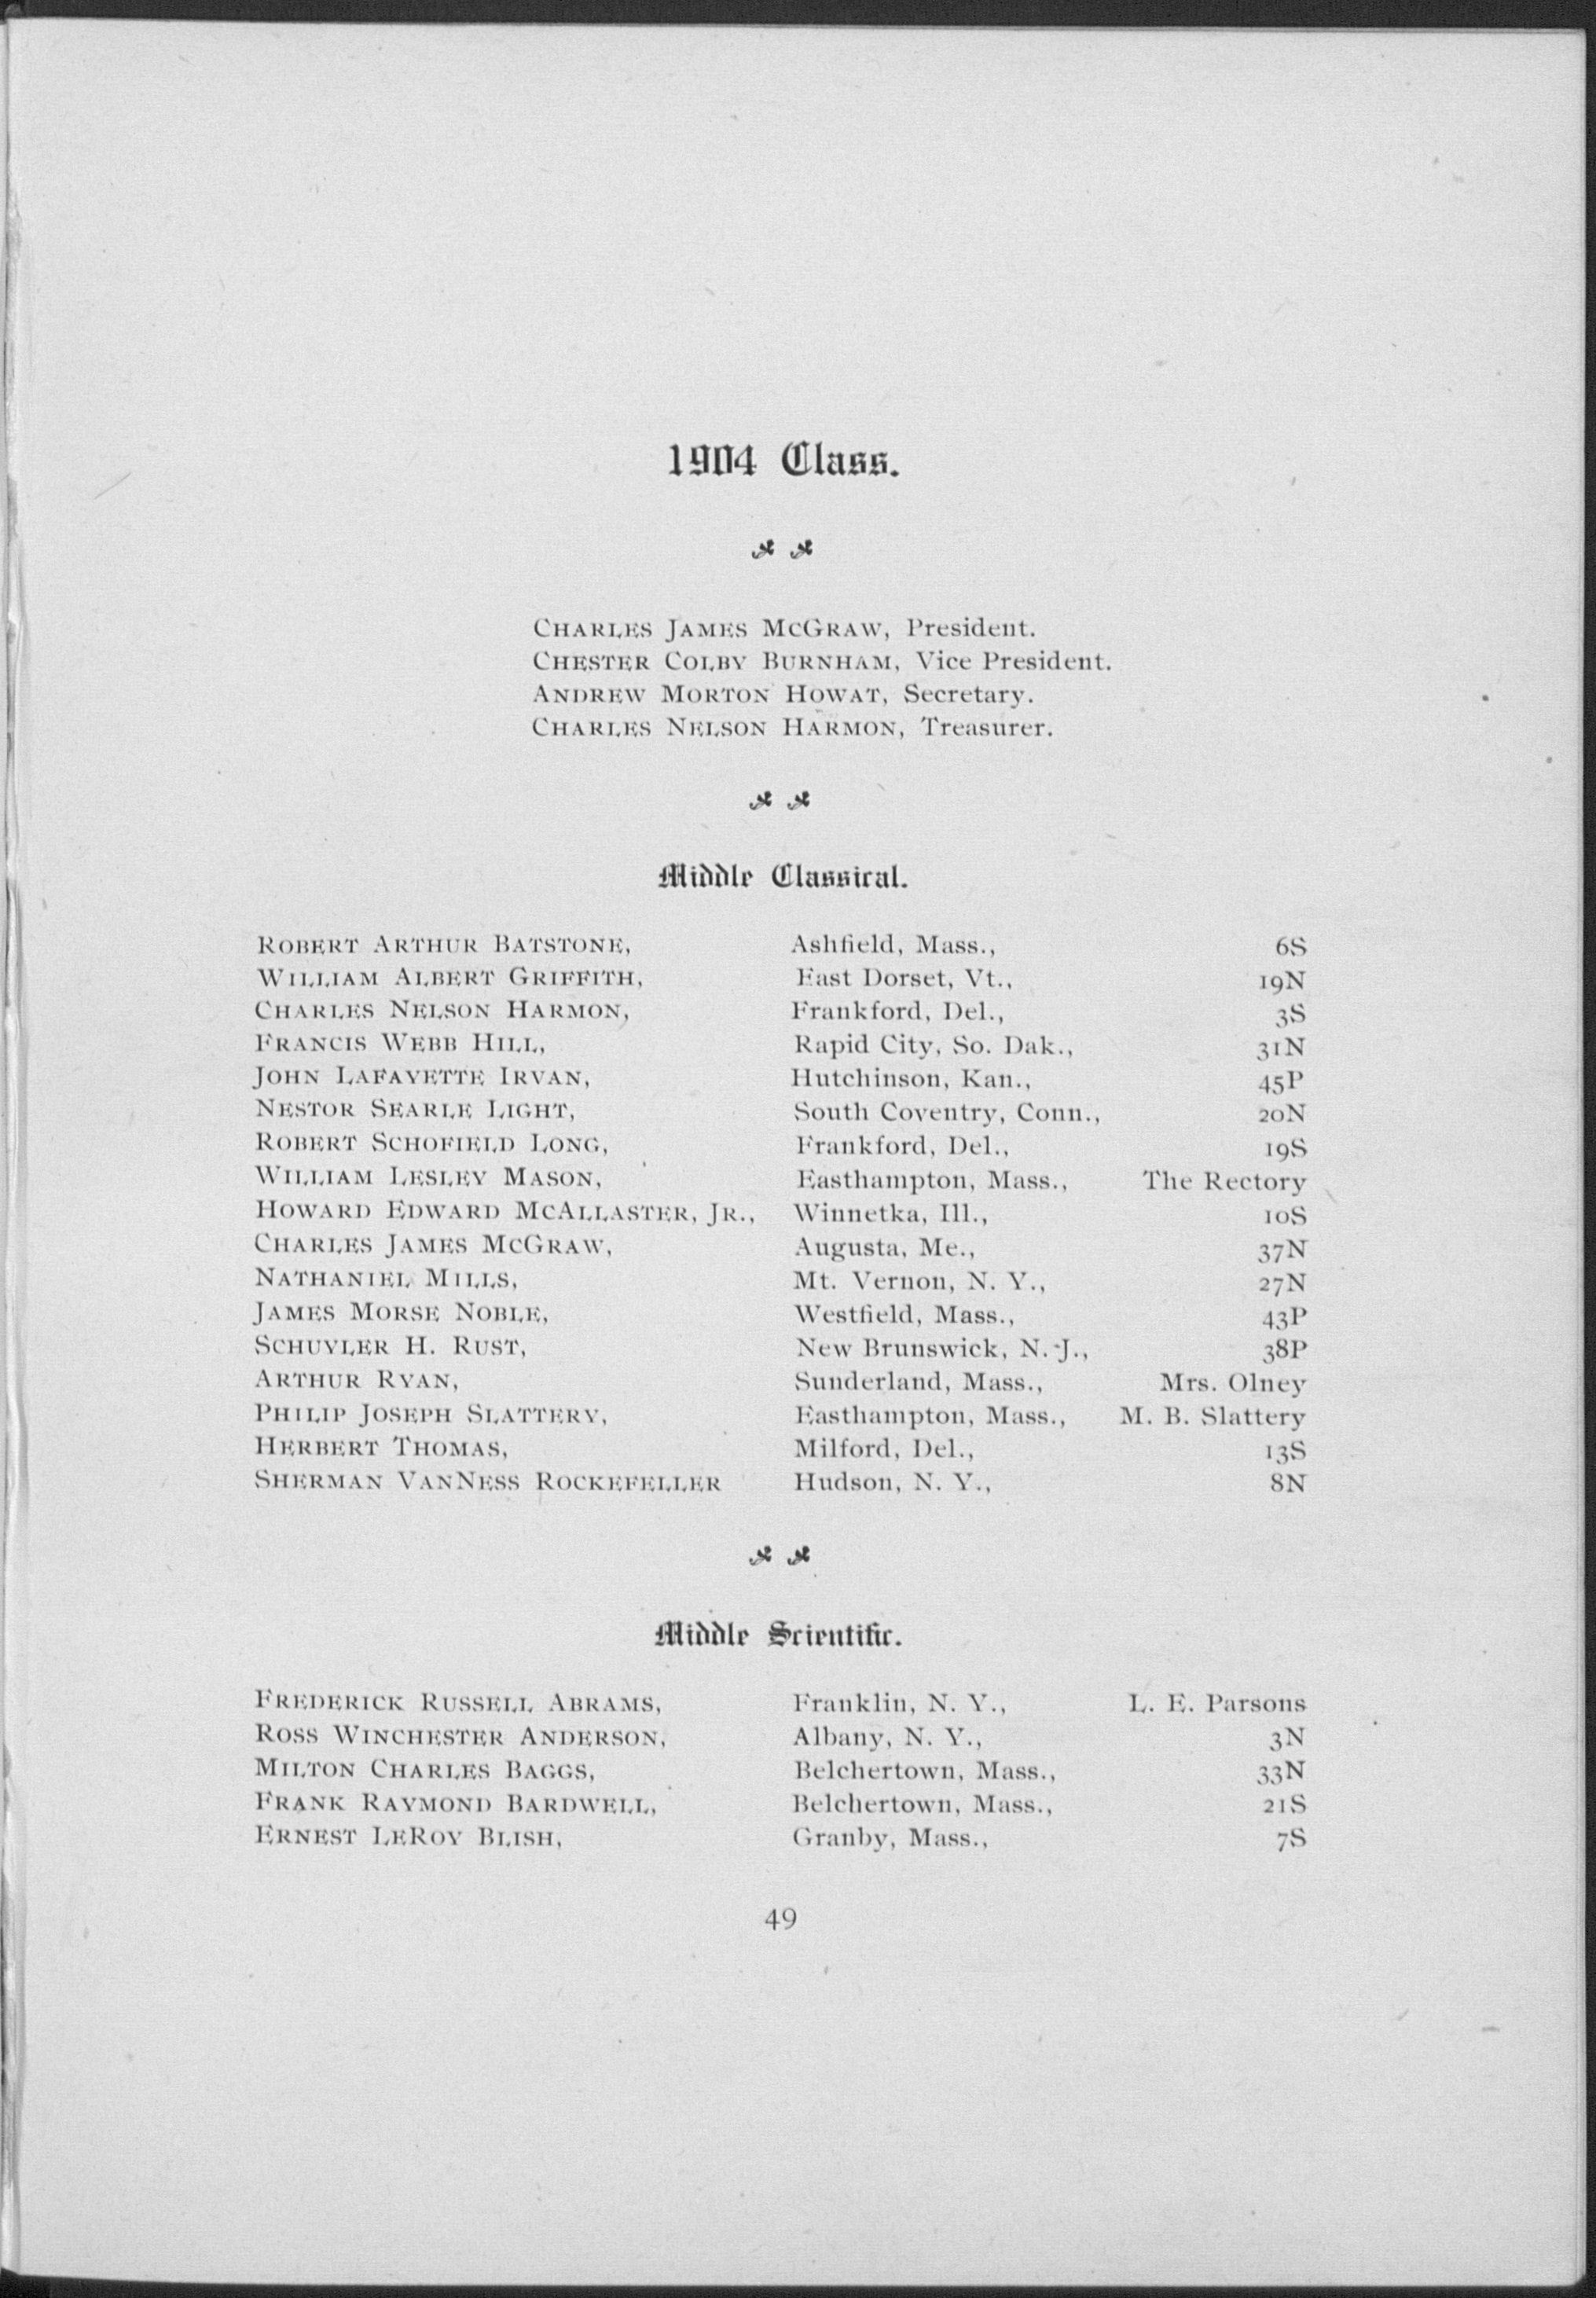 1904 Class.
CHARLES JAMES MCGRAW, President.
CHESTER COLBY BURNHAM, Vice President.
ANDREW MORTON HOWAT, Secretary.
CHARLES NELSON HARMON, Treasurer.
Middle Classical.
ROBERT ARTHUR BATSTONE, Ashfield, Mass., 6S
WILLIAM ALBERT GRIFFITH, East Dorset, Vt., 19N
CHARLES NELSON HARMON, Frankford, Del., 3S
FRANCIS WEBB HILL, Rapid City, So. Dak., 31N
JOHN LAFAYETTE IRVAN, Hutchinson, Kan., 45P
NESTOR SEARLE LIGHT, South Coventry, Conn., 20N
ROBERT SCHOFIELD LONG, Frankford, Del., 19S
WILLIAM LESLEY MASON, Easthampton, Mass., The Rectory
HOWARD EDWARD MCALLASTER, JR., Winnetka, Ill., 10S
CHARLES JAMES MCGRAW, Augusta, Me., 37N
NATHANIEL MILLS, Mt. Vernon, N. Y., 27N
JAMES MORSE NOBLE, Westfield, Mass., 43P
SCHUYLER H. RUST, New Brunswick, N. J., 38P
ARTHUR RYAN, Sunderland, Mass., Mrs. Olney
PHILIP JOSEPH SLATTERY, Easthampton, Mass., M. B. Slattery
HERBERT THOMAS, Milford, Del., 13S
SHERMAN VANNESS ROCKEFELLER Hudson, N. Y., 8N
Middle Scientific.
FREDERICK RUSSELL ABRAMS, Franklin, N. Y., L. E. Parsons
ROSS WINCHESTER ANDERSON, Albany, N. Y., 3N
MILTON CHARLES BAGGS, Belchertown, Mass., 33N
FRANK RAYMOND BARDWELL, Belchertown, Mass., 21S
ERNEST LEROY BLISH, Granby, Mass., 7S
49